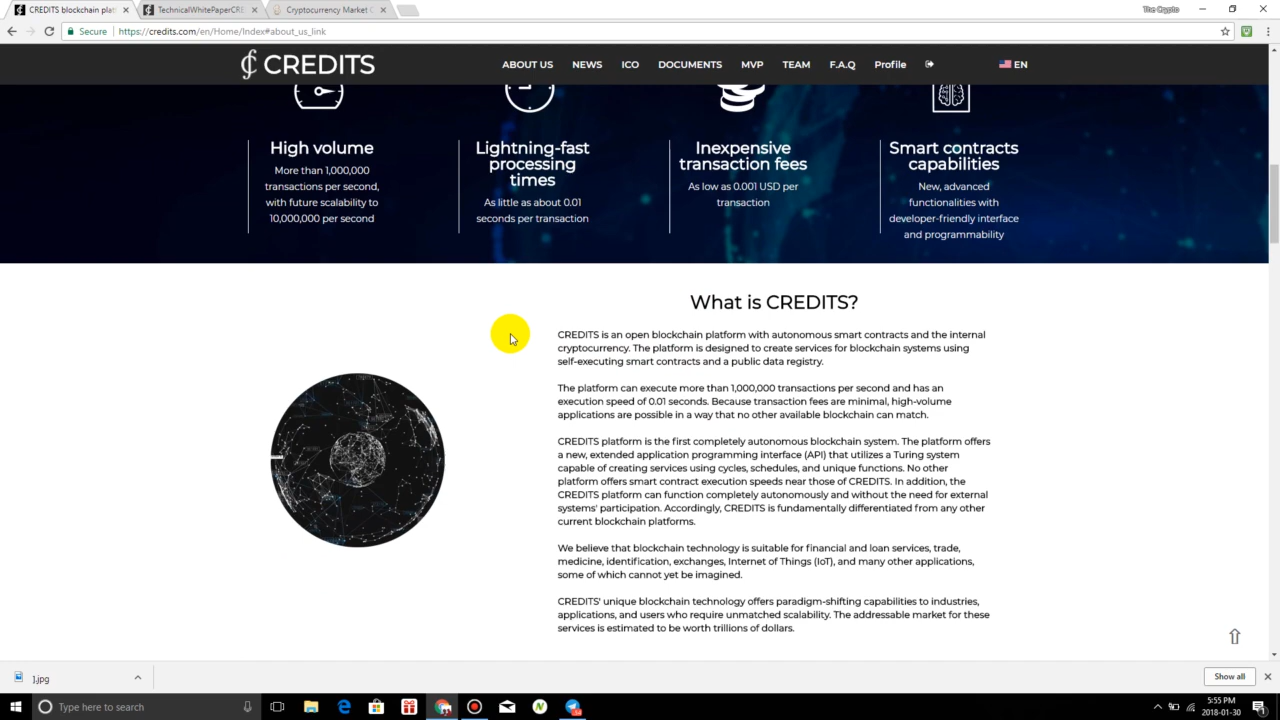 CREDITS blockchain plat
TechnicalWhitePaperCRE
Cryptocurrency Market C
The Crypto
Secure
https://credits.com/en/Home/Index#about_us_link
CREDITS
ABOUT US
NEWS
ICO
DOCUMENTS
MVP
TEAM
F.A.Q
Profile
EN
High volume
More than 1,000,000
transactions per second,
with future scalability to
10,000,000 per second
Lightning-fast
processing
times
As little as about 0.01
seconds per transaction
Inexpensive
transaction fees
As low as 0.001 USD per
transaction
Smart contracts
capabilities
New, advanced
functionalities with
developer-friendly interface
and programmability
What is CREDITS?
CREDITS is an open blockchain platform with autonomous smart contracts and the internal
cryptocurrency. The platform is designed to create services for blockchain systems using
self-executing smart contracts and a public data registry.
The platform can execute more than 1,000,000 transactions per second and has an
execution speed of 0.01 seconds. Because transaction fees are minimal, high-volume
applications are possible in a way that no other available blockchain can match.
CREDITS platform is the first completely autonomous blockchain system. The platform offers
a new, extended application programming interface (API) that utilizes a Turing system
capable of creating services using cycles, schedules, and unique functions. No other
platform offers smart contract execution speeds near those of CREDITS. In addition, the
CREDITS platform can function completely autonomously and without the need for external
systems' participation. Accordingly, CREDITS is fundamentally differentiated from any other
current blockchain platforms.
We believe that blockchain technology is suitable for financial and loan services, trade,
medicine, identification, exchanges, Internet of Things (IoT), and many other applications,
some of which cannot yet be imagined.
CREDITS' unique blockchain technology offers paradigm-shifting capabilities to industries,
applications, and users who require unmatched scalability. The addressable market for these
services is estimated to be worth trillions of dollars.
1.jpg
Show all
Type here to search
5:55 PM
2018-01-30